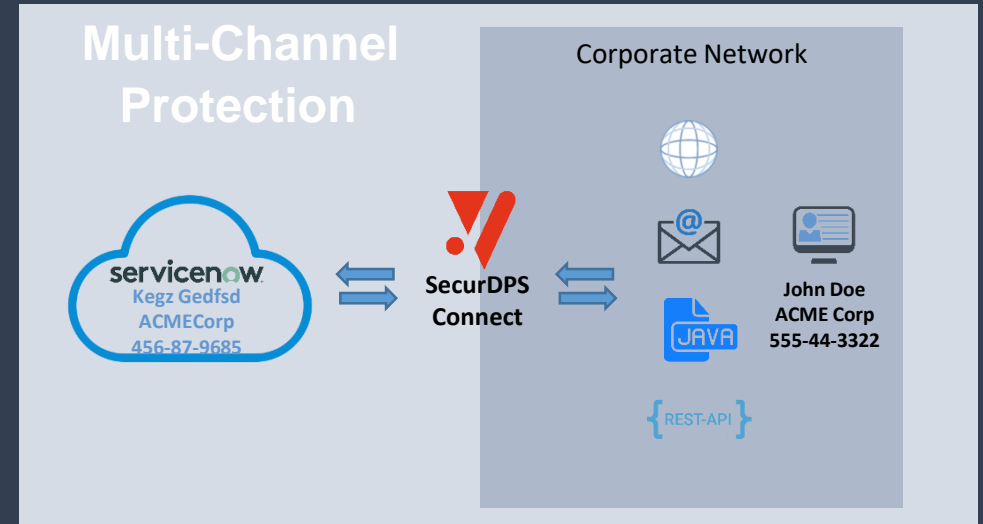 Multi-Channel
Protection
Corporate Network
servicenow
Kegz Gedfsd
ACMECorp
456-87-9685
SecurDPS
Connect
@
JAVA
{REST-API}
John Doe
ACME Corp
555-44-3322